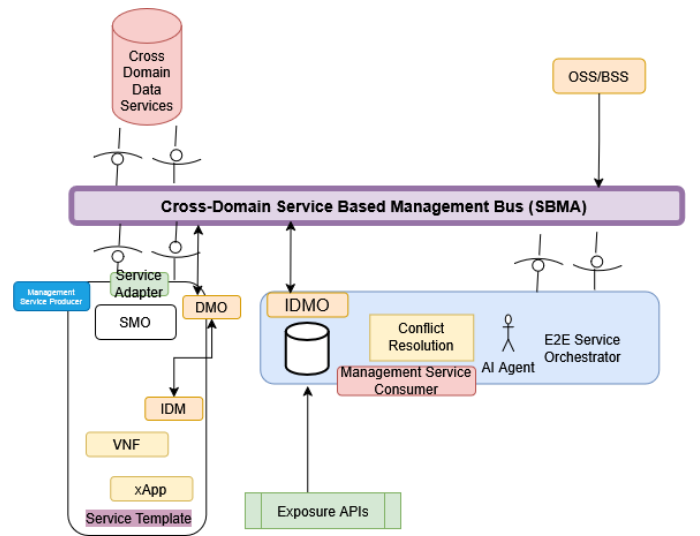 Cross
Domain
Data
Services
OSS/BSS
Cross-Domain Service Based Management Bus (SBMA)
Management
Service Producer
Service
Adapter
SMO
DMO
IDM
VNF
xApp
Service Template
IDMO
Conflict
Resolution
AI Agent
E2E Service
Orchestrator
Management Service
Consumer
Exposure APIs